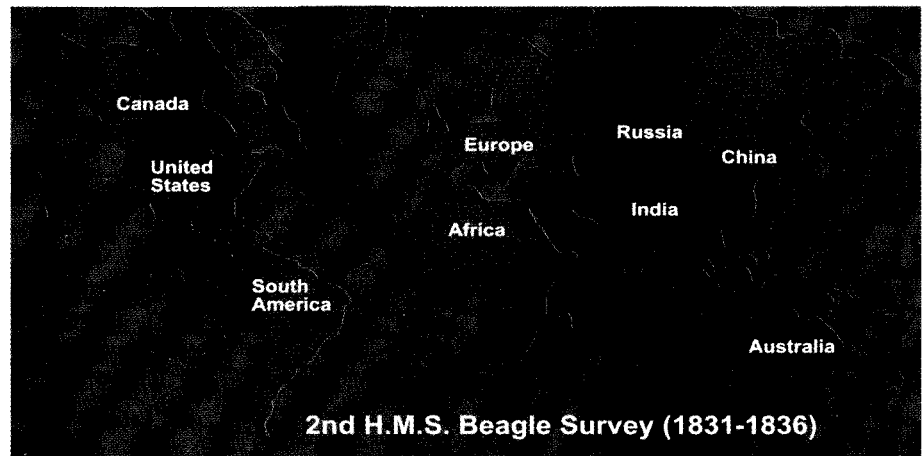 Canada
Europe
Russia
China
United
States
India
Africa
South
America
Australia
2nd H.M.S. Beagle Survey (1831-1836)